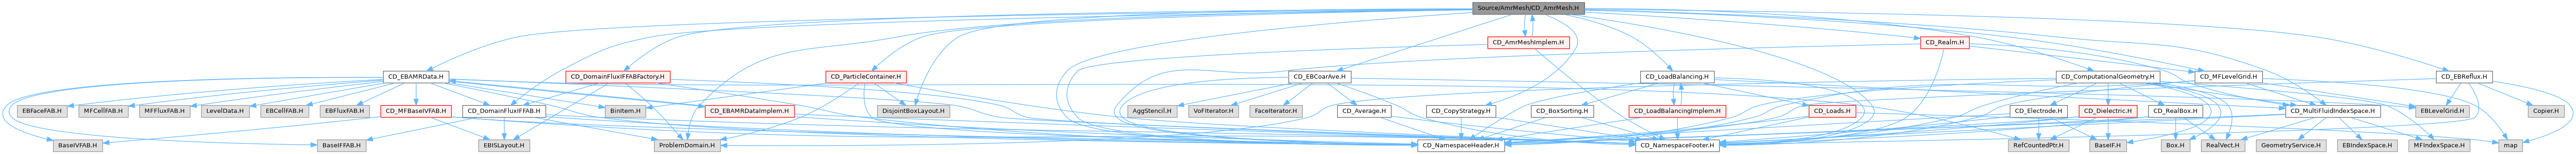 Source/AmrMesh/CD_AmrMesh.H
CD_AmrMeshImplem.H
CD_Realm.H
CD_EBAMRData.H
CD_DomainFluxIFFABFactory.H
CD_ParticleContainer.H
CD_EBCoarAve.H
CD_LoadBalancing.H
CD_ComputationalGeometry.H
CD_MFLevelGrid.H
CD_EBReflux.H
EBFaceFAB.H
MFCellFAB.H
MFFluxFAB.H
LevelData.H
EBCellFAB.H
EBFluxFAB.H
CD_MFBaseIVFAB.H
CD_DomainFluxIFFAB.H
BinItem.H
CD_EBAMRDataImplem.H
DisjointBoxLayout.H
AggStencil.H
VoFIterator.H
FaceIterator.H
CD_Average.H
CD_CopyStrategy.H
CD_BoxSorting.H
CD_LoadBalancingImplem.H
CD_Loads.H
CD_Electrode.H
CD_Dielectric.H
CD_RealBox.H
CD_MultiFluidIndexSpace.H
EBLevelGrid.H
Copier.H
BaseIVFAB.H
BaseIFFAB.H
EBISLayout.H
ProblemDomain.H
CD_NamespaceHeader.H
CD_NamespaceFooter.H
RefCountedPtr.H
BaseIF.H
Box.H
RealVect.H
GeometryService.H
EBIndexSpace.H
MFIndexSpace.H
map